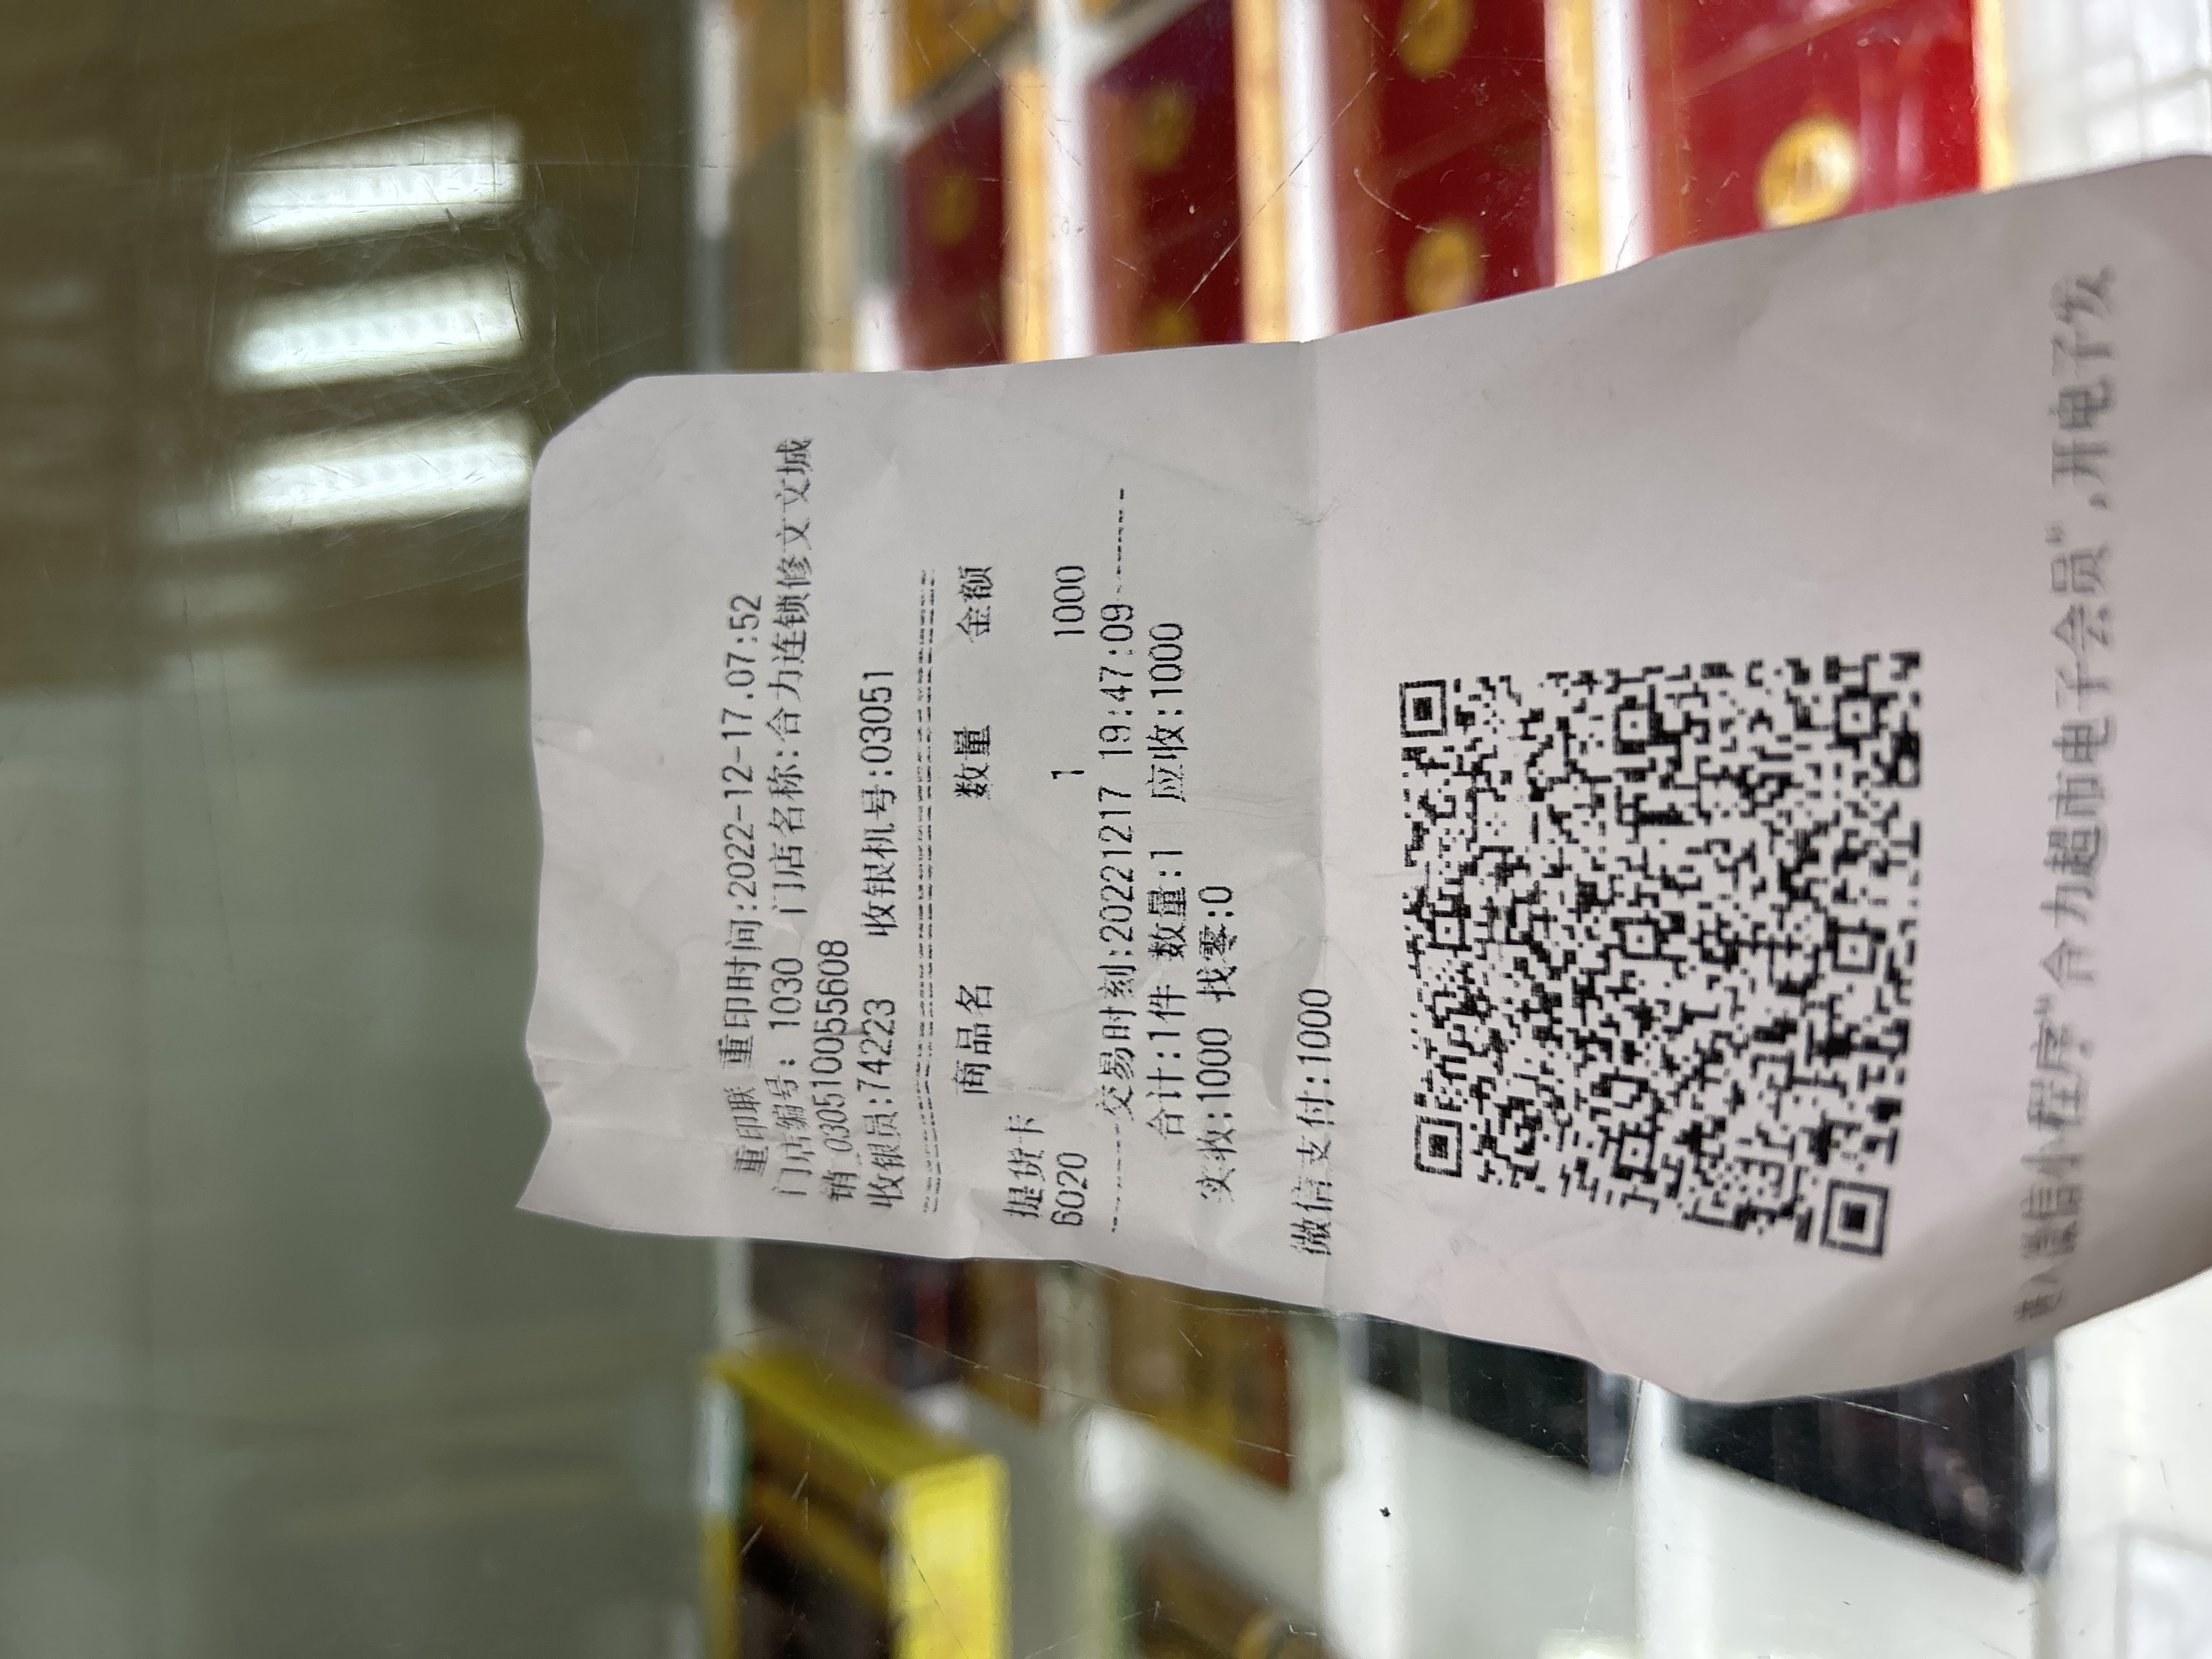 重印联 重印时间:2022-12-17.07:52
门店编号: 1030 门店名称:合力连锁修文文城
销 030510055608
收银员:74223 收银机号:03051
商品名 数量 金额
提货卡
6020 1 1000
交易时刻:20221217 19:47:09
合计:1件 数量:1 应收:1000
实收:1000 找零:0
微信支付:1000
进入微信小程序"合力超市电子会员",开电子发